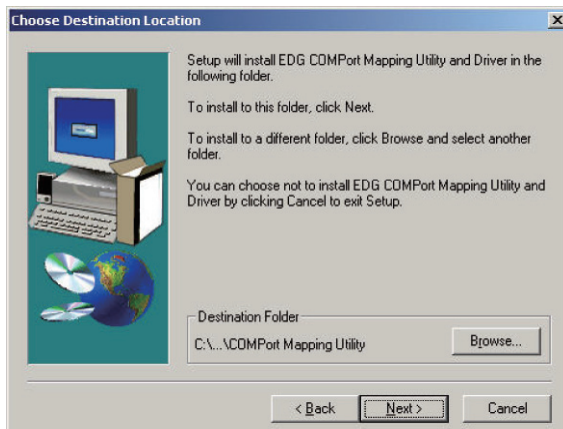 Choose Destination Location
Setup will install EDG COMPort Mapping Utility and Driver in the
following folder.
To install to this folder, click Next.
To install to a different folder, click Browse and select another
folder.
You can choose not to install EDG COMPort Mapping Utility and
Driver by clicking Cancel to exit Setup.
Destination Folder
C:\...\COMPort Mapping Utility
Browse...
< Back
Next >
Cancel